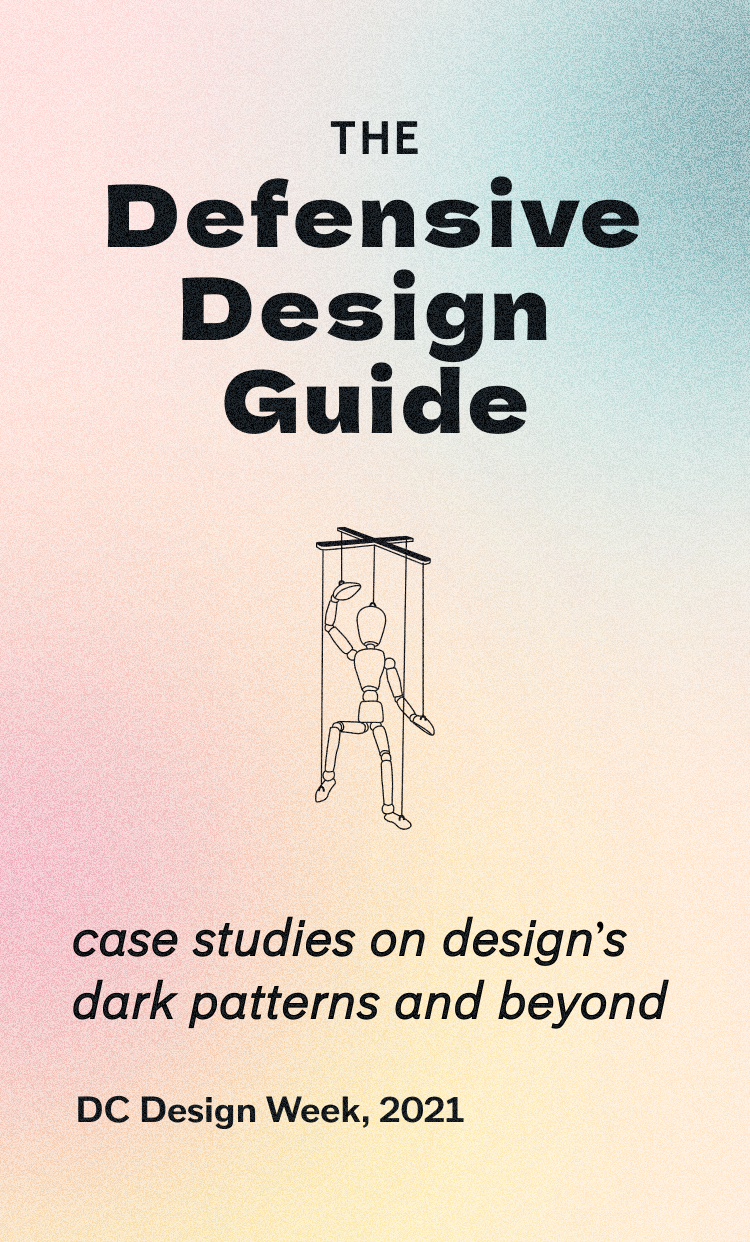 THE
Defensive
Design
Guide
case studies on design’s
dark patterns and beyond
DC Design Week, 2021